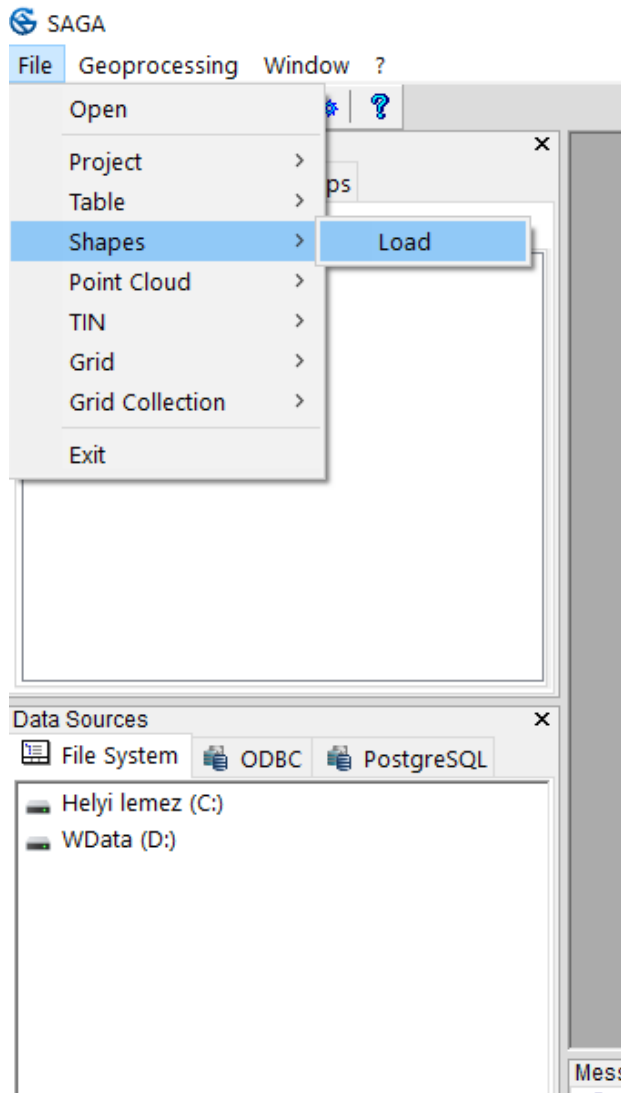 SAGA
File Geoprocessing Window ?
Open
Project
ps
Table
Shapes
Load
Point Cloud
TIN
Grid
Grid Collection
Exit
Data Sources
File System ODBC PostgreSQL
Helyi lemez (C:)
WData (D:)
Mess